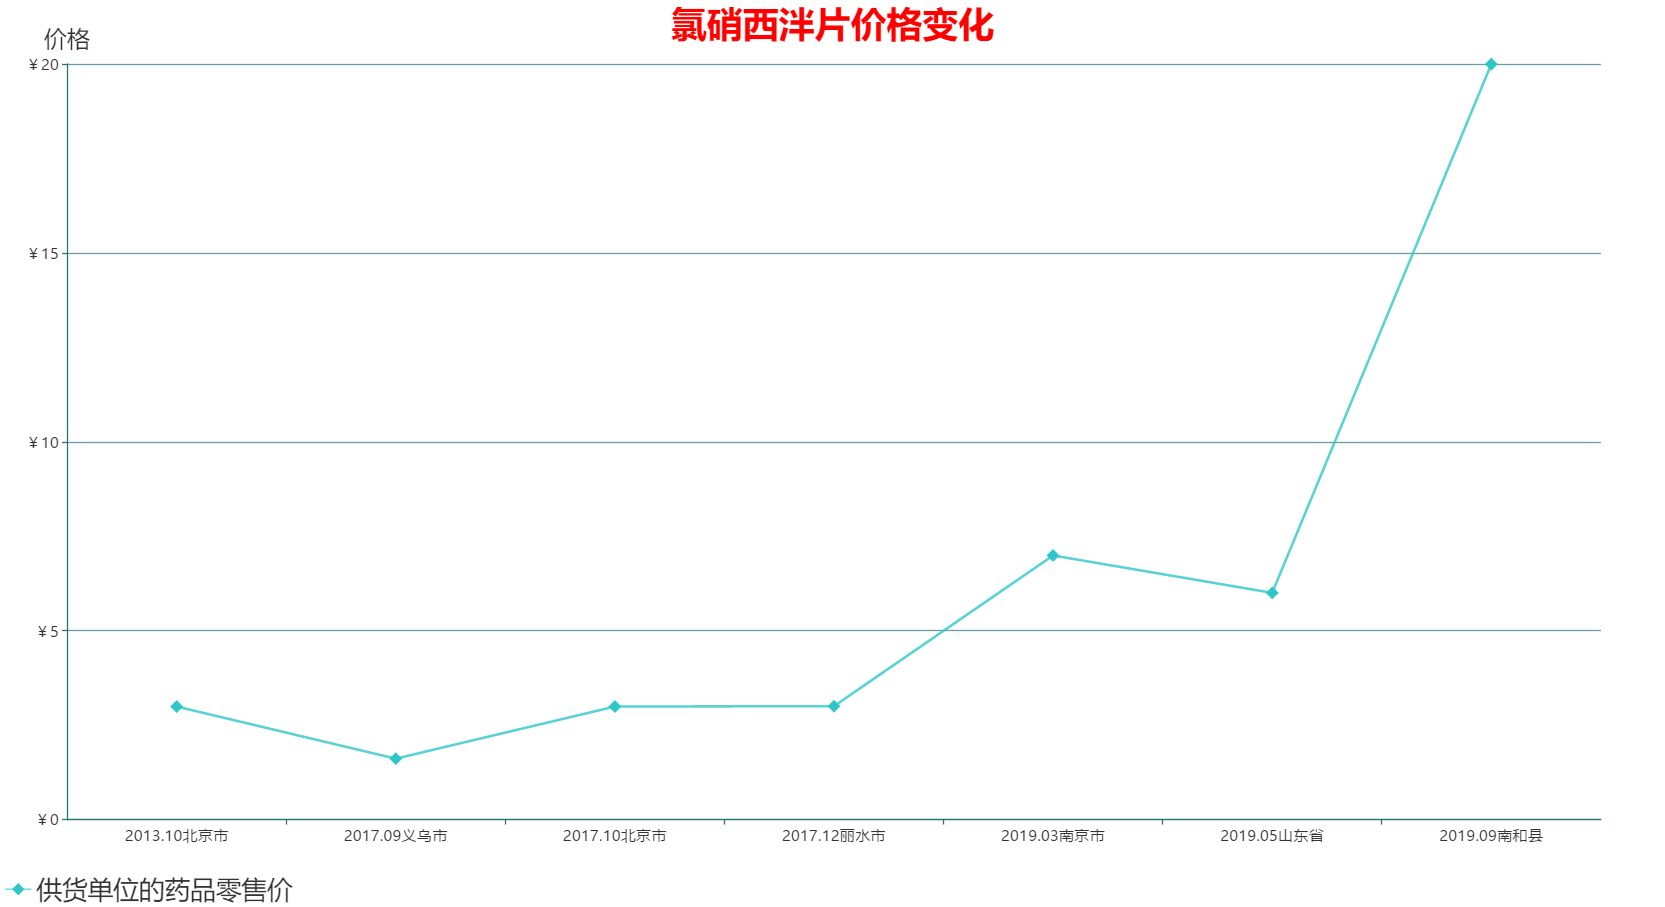 氯硝西泮片价格变化
价格
¥ 20
¥ 15
¥ 10
¥ 5
¥ 0
2013.10北京市 2017.09义乌市 2017.10北京市 2017.12丽水市 2019.03南京市 2019.05山东省 2019.09南和县
供货单位的药品零售价